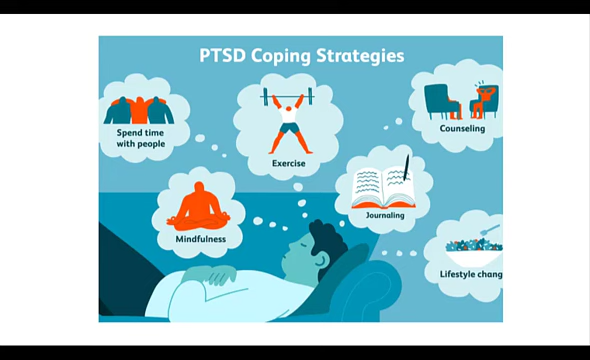 PTSD Coping Strategies
Spend time
with people
Exercise
Counseling
Mindfulness
Journaling
Lifestyle chang